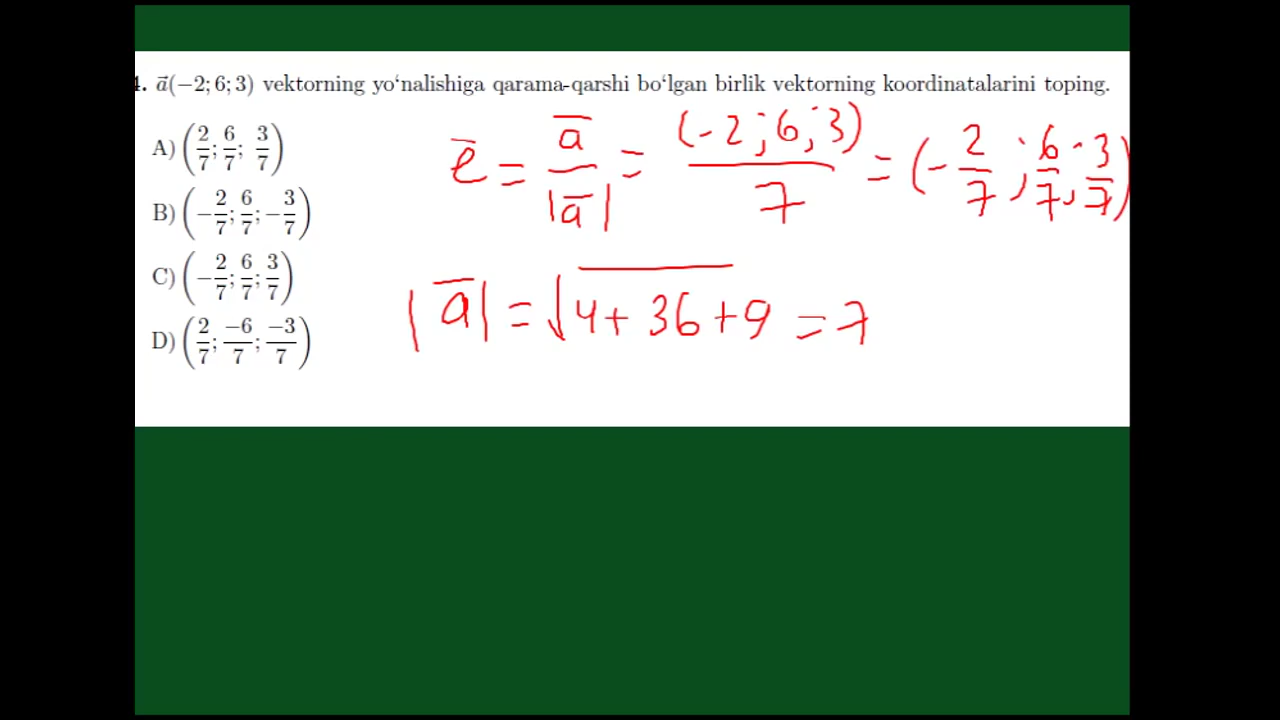 4. a⃗(−2; 6; 3) vektorning yo‘nalishiga qarama-qarshi bo‘lgan birlik vektorning koordinatalarini toping.
A) (2/7; 6/7; 3/7)
B) (−2/7; 6/7; −3/7)
C) (−2/7; 6/7; 3/7)
D) (2/7; −6/7; −3/7)
e̅ = a̅/|a̅| = (-2; 6; 3)/7 = (-2/7; 6/7; 3/7)
|a̅| = √4+36+9 = 7